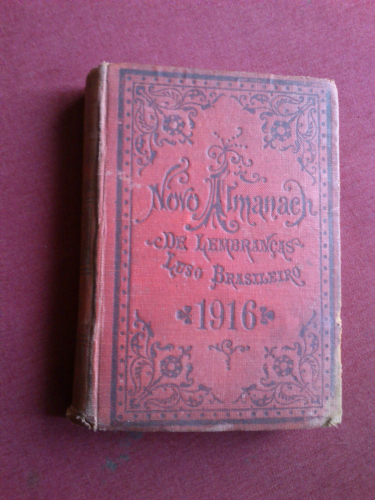 Novo Almanach
De Lembranças
Luso Brasileiro
1916